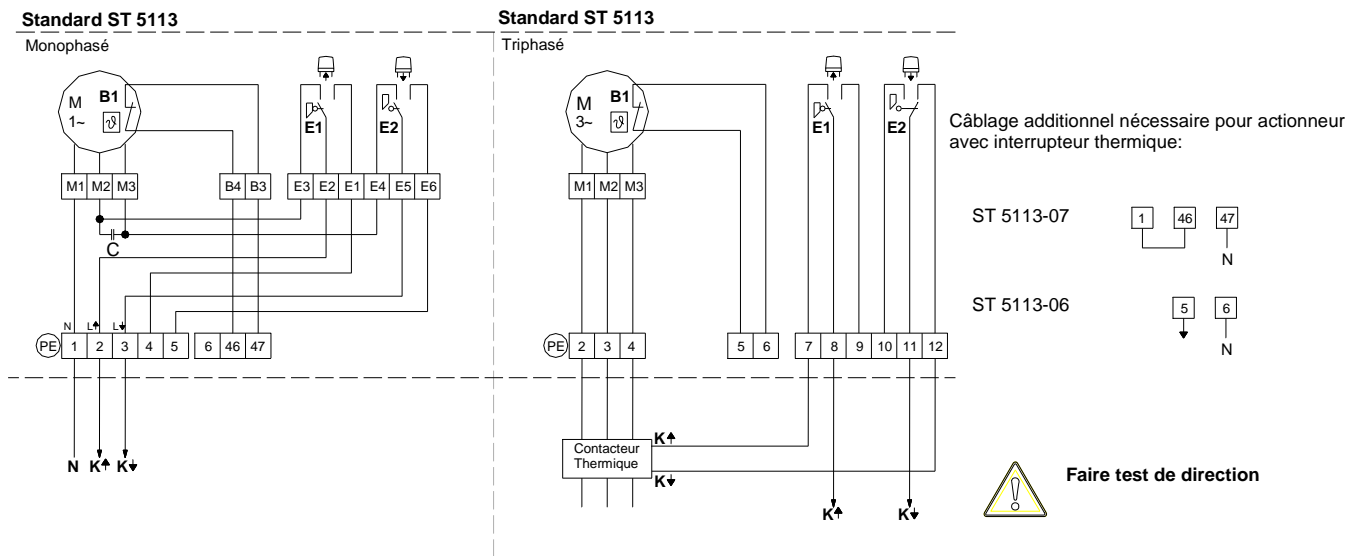 Standard ST 5113
Monophasé
M
1~
B1
ϑ
E1
E2
M1 M2 M3
B4 B3
E3 E2 E1 E4 E5 E6
C
N L L
PE 1 2 3 4 5 6 46 47
N K K
Standard ST 5113
Triphasé
M
3~
B1
ϑ
E1
E2
M1 M2 M3
PE 2 3 4 5 6 7 8 9 10 11 12
Contacteur
Thermique
K
K
K K
Câblage additionnel nécessaire pour actionneur
avec interrupteur thermique:
ST 5113-07 1 46 47
N
ST 5113-06 5 6
N
Faire test de direction